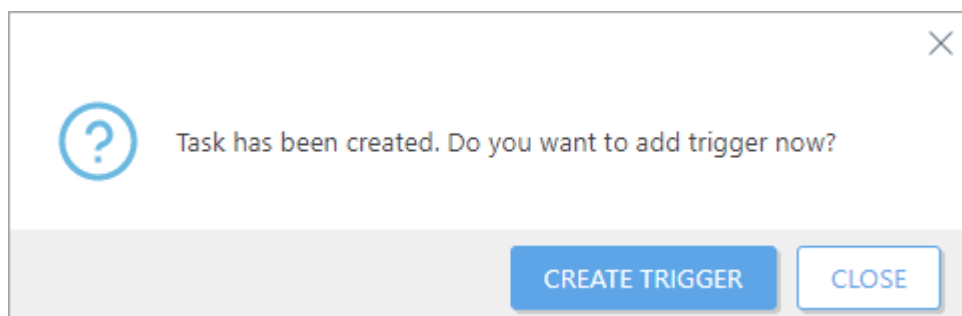 Task has been created. Do you want to add trigger now?
CREATE TRIGGER CLOSE